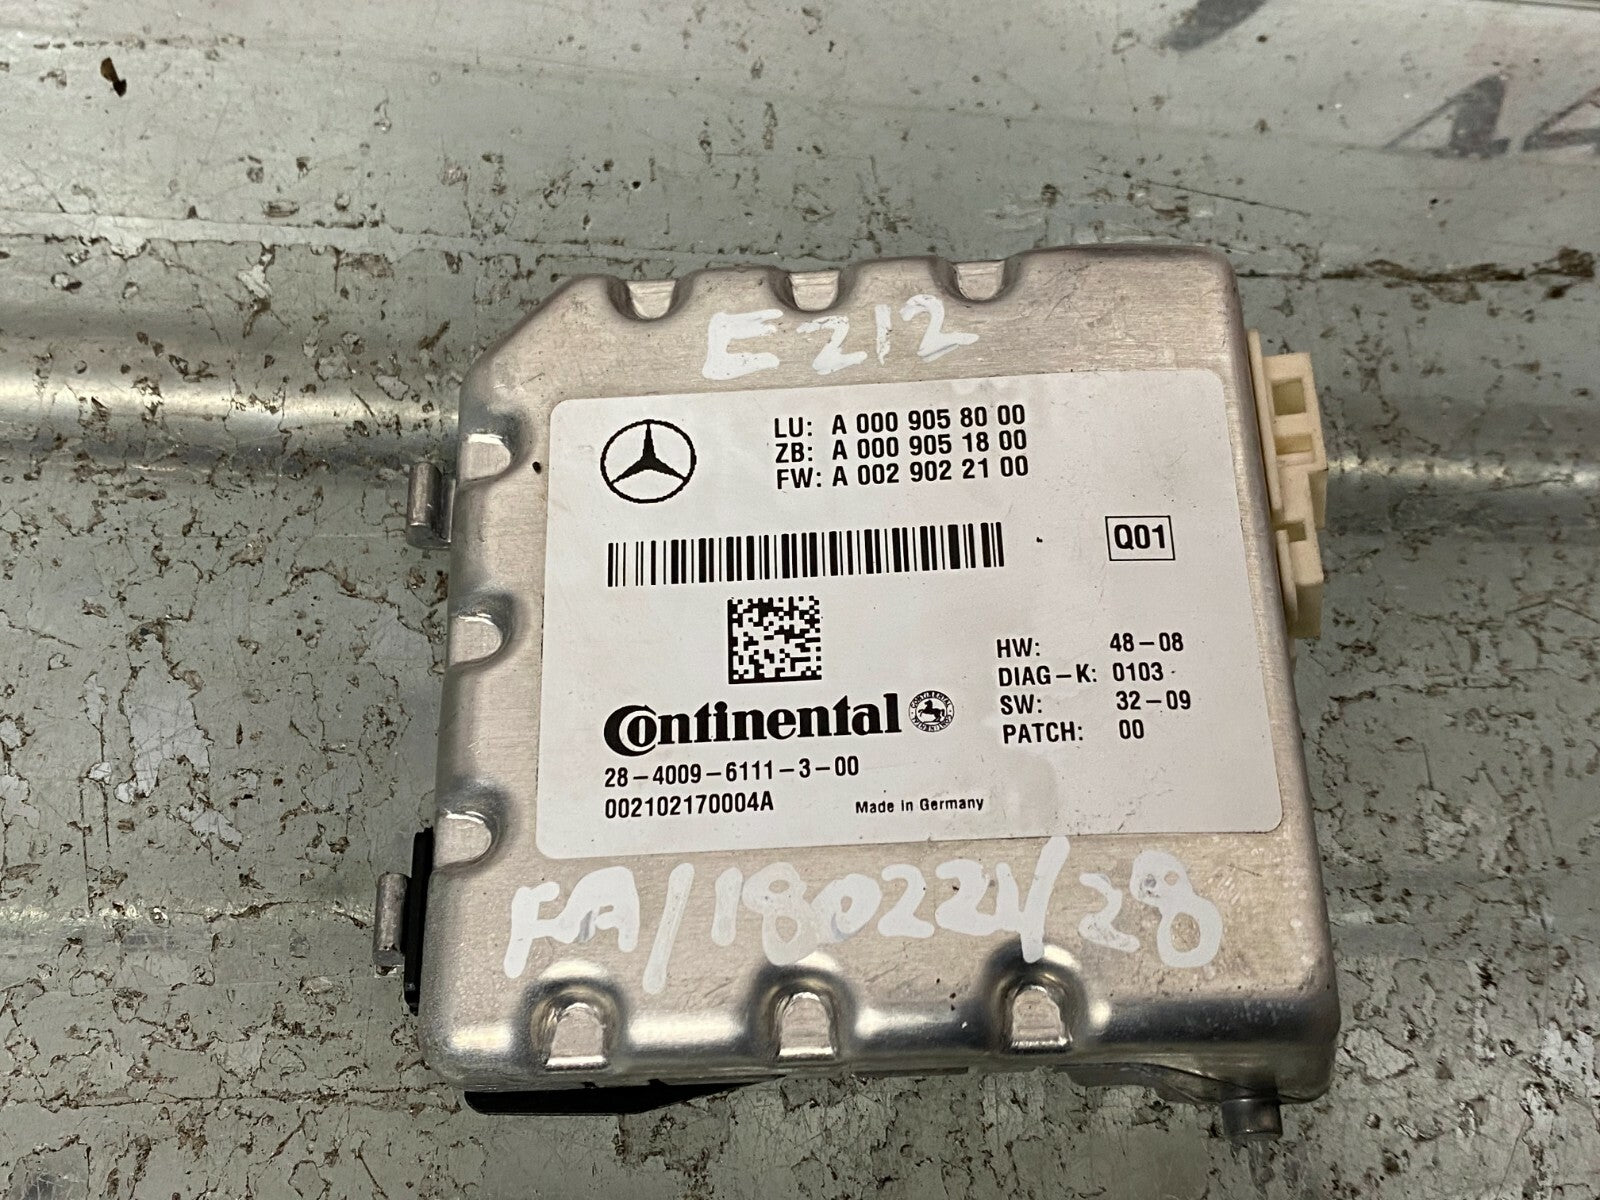 E212
LU: A 000 905 80 00
ZB: A 000 905 18 00
FW: A 002 902 21 00
Q01
HW: 48-08
DIAG-K: 0103
SW: 32-09
PATCH: 00
Continental
28-4009-6111-3-00
002102170004A
Made in Germany
FA/180221/28